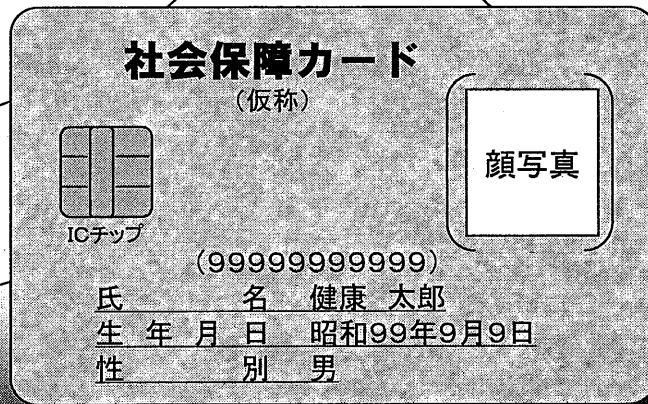 社会保障カード
(仮称)
顔写真
ICチップ
(99999999999)
氏 名 健康 太郎
生 年 月 日 昭和99年9月9日
性 別 男